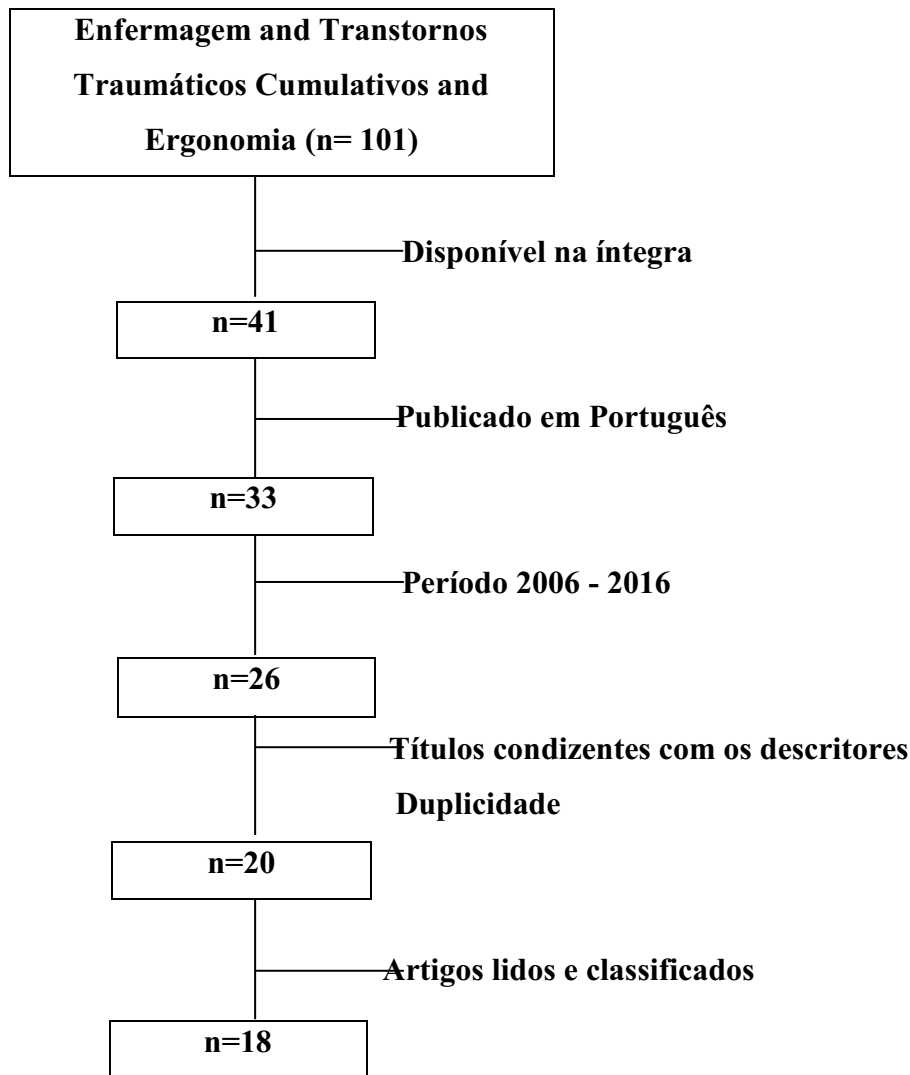 Enfermagem and Transtornos
Traumáticos Cumulativos and
Ergonomia (n= 101)
Disponível na íntegra
n=41
Publicado em Português
n=33
Período 2006 - 2016
n=26
Títulos condizentes com os descritores
Duplicidade
n=20
Artigos lidos e classificados
n=18